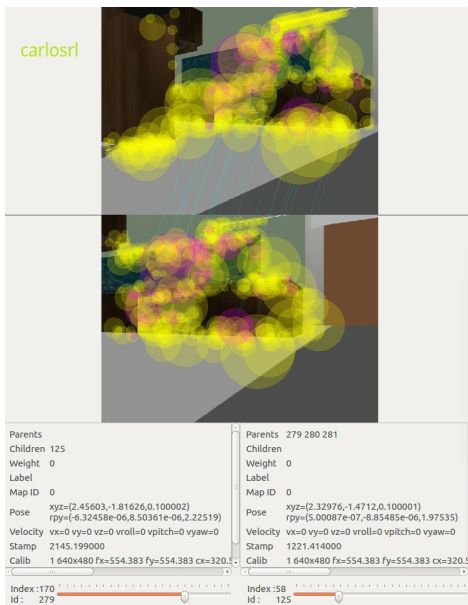 carlosrl
Parents
Children 125
Weight 0
Label
Map ID 0
Pose xyz=(2.45603,-1.81626,0.100002)
rpy=(-6.32458e-06,8.50361e-06,2.22519)
Velocity vx=0 vy=0 vz=0 vroll=0 vpitch=0 vyaw=0
Stamp 2145.199000
Calib 1 640x480 fx=554.383 fy=554.383 cx=320.5
Index :170
Id : 279
Parents 279 280 281
Children
Weight 0
Label
Map ID 0
Pose xyz=(2.32976,-1.4712,0.100001)
rpy=(5.00087e-07,-8.85485e-06,1.97535)
Velocity vx=0 vy=0 vz=0 vroll=0 vpitch=0 vyaw=0
Stamp 1221.414000
Calib 1 640x480 fx=554.383 fy=554.383 cx=320.5
Index :58
Id : 125